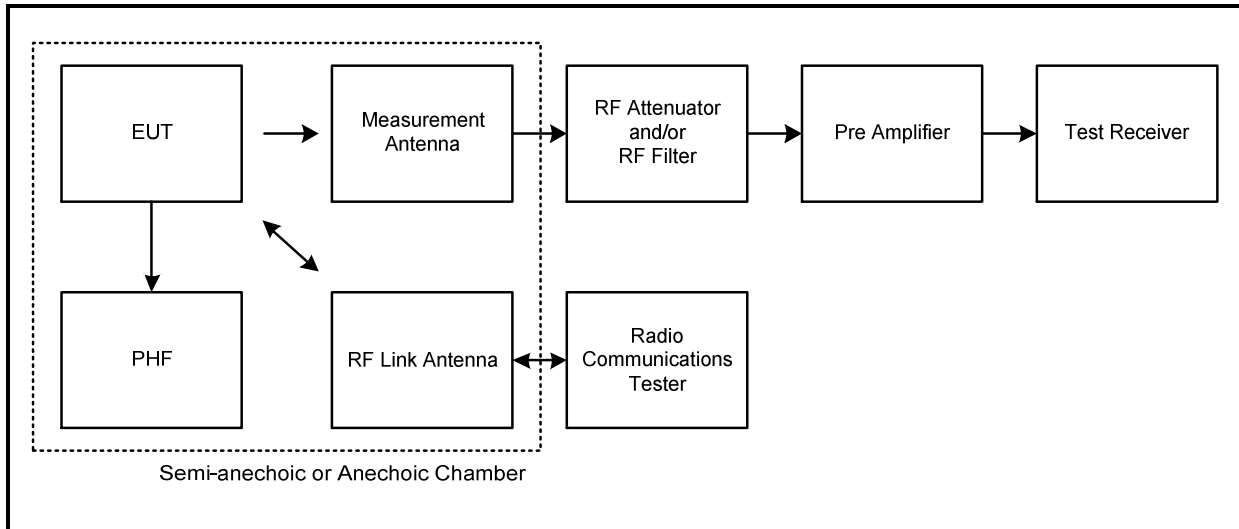 EUT
Measurement
Antenna
RF Attenuator
and/or
RF Filter
Pre Amplifier
Test Receiver
PHF
RF Link Antenna
Radio
Communications
Tester
Semi-anechoic or Anechoic Chamber